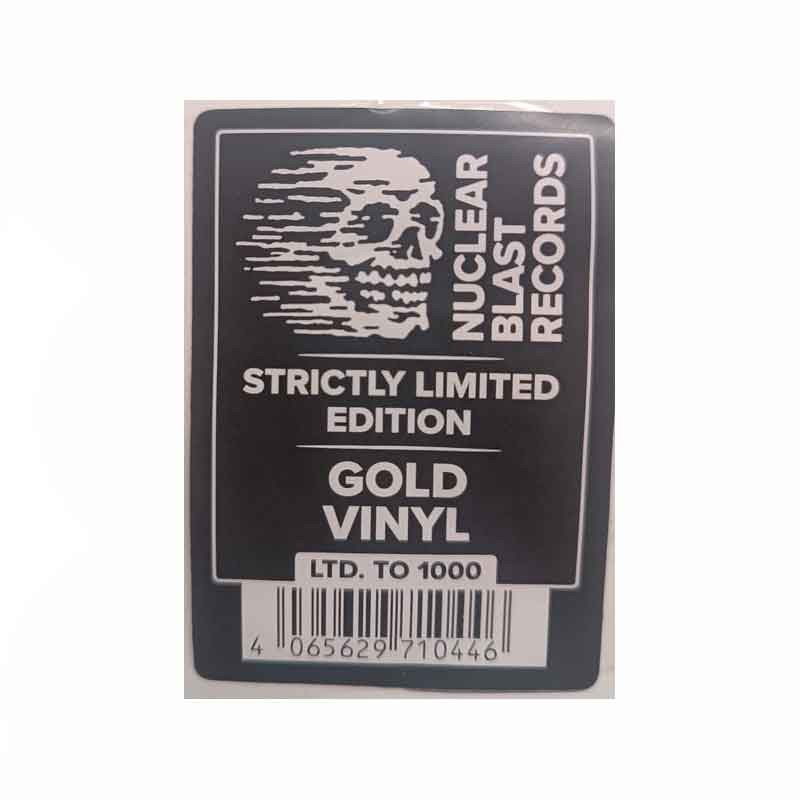 NUCLEAR
BLAST
RECORDS
STRICTLY LIMITED
EDITION
GOLD
VINYL
LTD. TO 1000
4 065629 710446